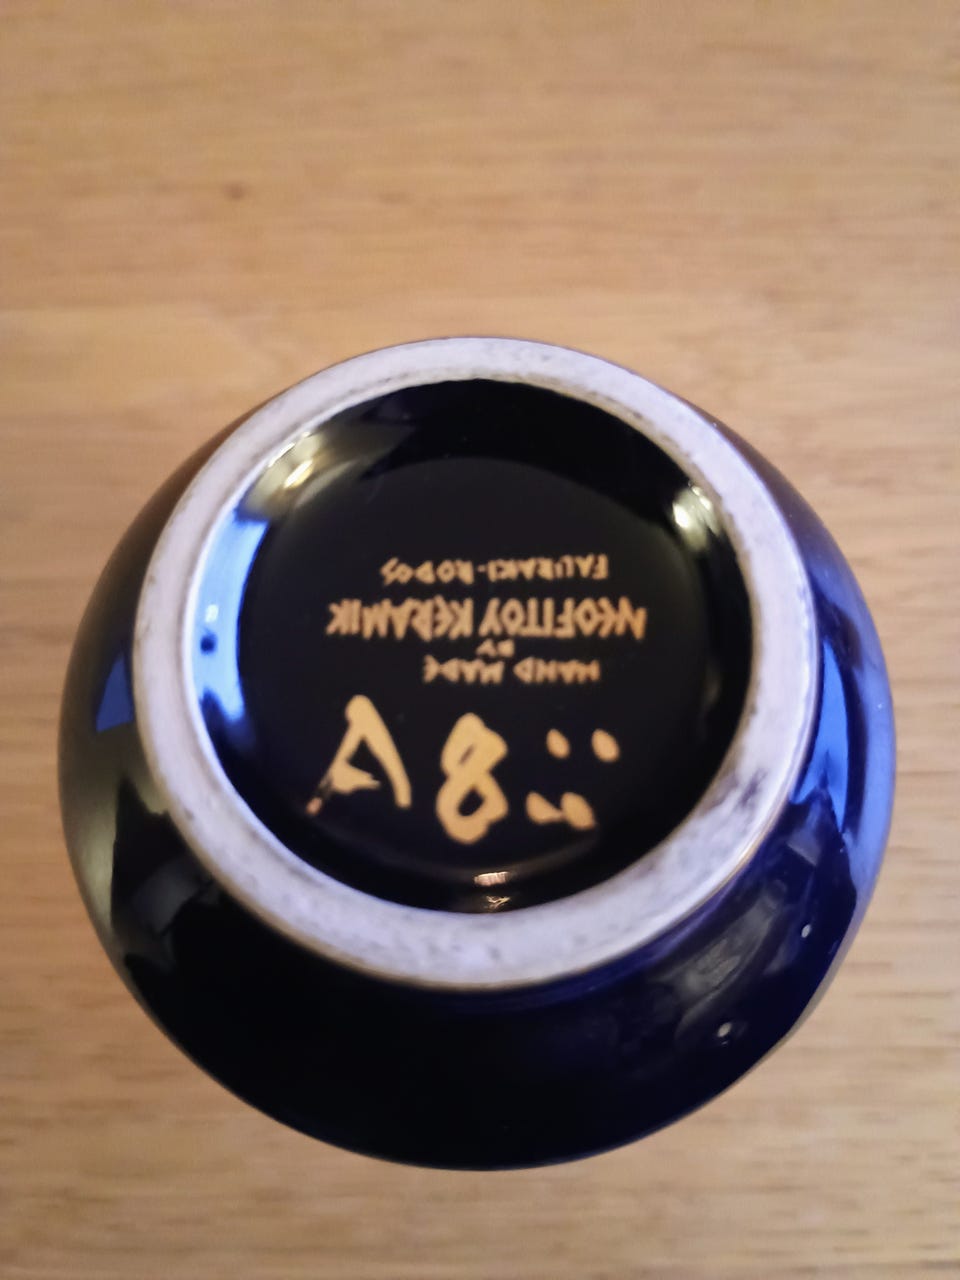 HAND MADE
BY
NEOFITOY KERAMIK
FALIRAKI-RODOS